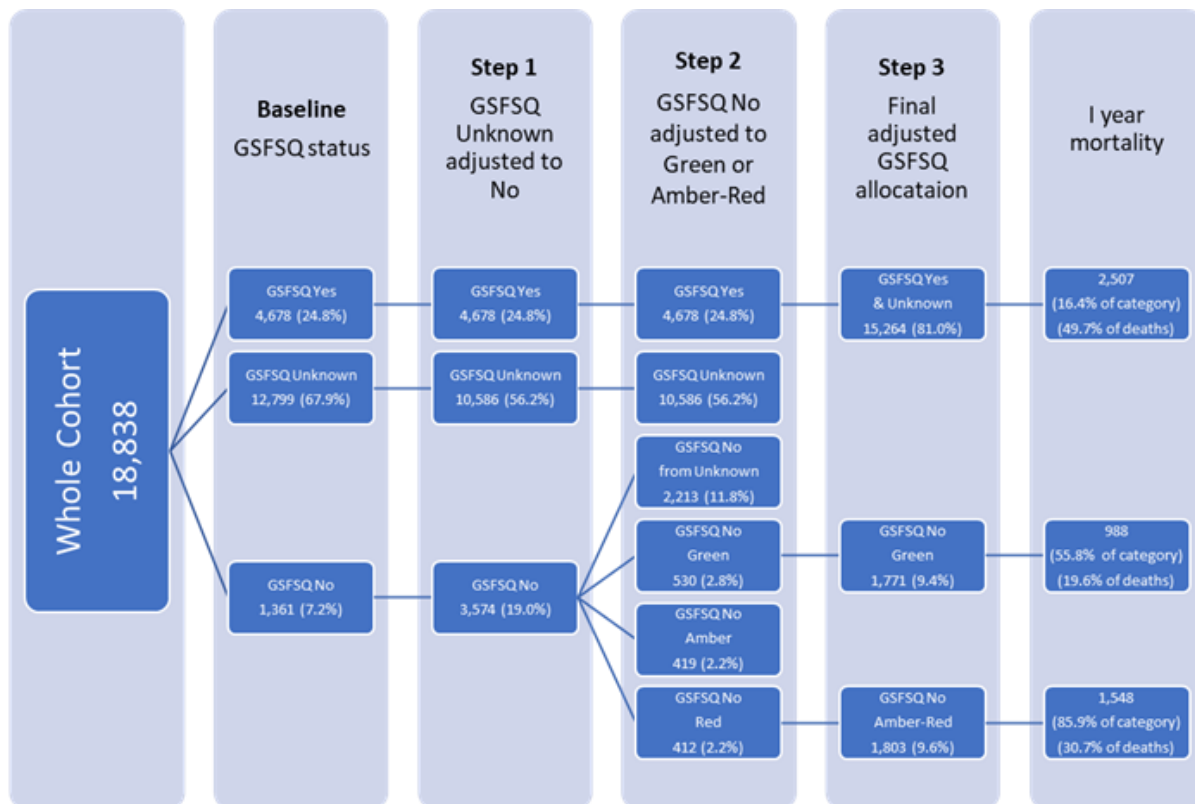 Whole Cohort
18,838
Baseline
GSFSQ status
GSFSQ Yes
4,678 (24.8%)
GSFSQ Unknown
12,799 (67.9%)
GSFSQ No
1,361 (7.2%)
Step 1
GSFSQ
Unknown
adjusted to
No
GSFSQ Yes
4,678 (24.8%)
GSFSQ Unknown
10,586 (56.2%)
GSFSQ No
3,574 (19.0%)
Step 2
GSFSQ No
adjusted to
Green or
Amber-Red
GSFSQ Yes
4,678 (24.8%)
GSFSQ Unknown
10,586 (56.2%)
GSFSQ No
from Unknown
2,213 (11.8%)
GSFSQ No
Green
530 (2.8%)
GSFSQ No
Amber
419 (2.2%)
GSFSQ No
Red
412 (2.2%)
Step 3
Final
adjusted
GSFSQ
allocataion
GSFSQ Yes
& Unknown
15,264 (81.0%)
GSFSQ No
Green
1,771 (9.4%)
GSFSQ No
Amber-Red
1,803 (9.6%)
I year
mortality
2,507
(16.4% of category)
(49.7% of deaths)
988
(55.8% of category)
(19.6% of deaths)
1,548
(85.9% of category)
(30.7% of deaths)